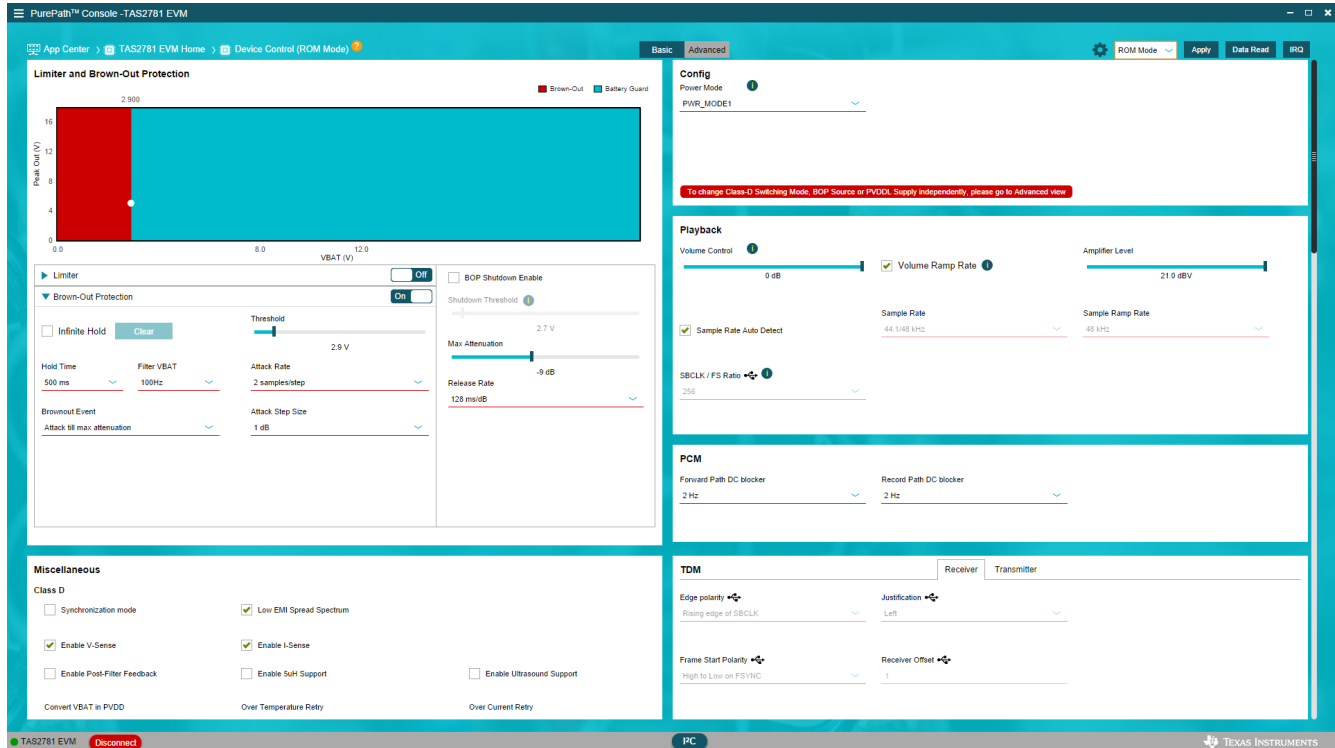 PurePath™ Console -TAS2781 EVM
App Center > TAS2781 EVM Home > Device Control (ROM Mode) ?
Basic Advanced
ROM Mode Apply Data Read IRQ
Limiter and Brown-Out Protection
Brown-Out Battery Guard
2.900
16
12
8
4
0
Peak Out (V)
0.0 8.0 12.0
VBAT (V)
Limiter Off
Brown-Out Protection On
Infinite Hold Clear
Threshold
2.9 V
Hold Time Filter VBAT Attack Rate
500 ms 100Hz 2 samples/step
Brownout Event Attack Step Size
Attack till max attenuation 1 dB
BOP Shutdown Enable
Shutdown Threshold i
2.7 V
Max Attenuation
-9 dB
Release Rate
128 ms/dB
Miscellaneous
Class D
Synchronization mode Low EMI Spread Spectrum
Enable V-Sense Enable I-Sense
Enable Post-Filter Feedback Enable 5uH Support Enable Ultrasound Support
Convert VBAT in PVDD Over Temperature Retry Over Current Retry
Config
Power Mode i
PWR_MODE1
To change Class-D Switching Mode, BOP Source or PVDDL Supply independently, please go to Advanced view
Playback
Volume Control i
0 dB
Volume Ramp Rate i
Amplifier Level
21.0 dBV
Sample Rate Auto Detect
Sample Rate Sample Ramp Rate
44.1/48 kHz 48 kHz
SBCLK / FS Ratio i
256
PCM
Forward Path DC blocker Record Path DC blocker
2 Hz 2 Hz
TDM Receiver Transmitter
Edge polarity Justification
Rising edge of SBCLK Left
Frame Start Polarity Receiver Offset
High to Low on FSYNC 1
TAS2781 EVM Disconnect
I²C
TEXAS INSTRUMENTS